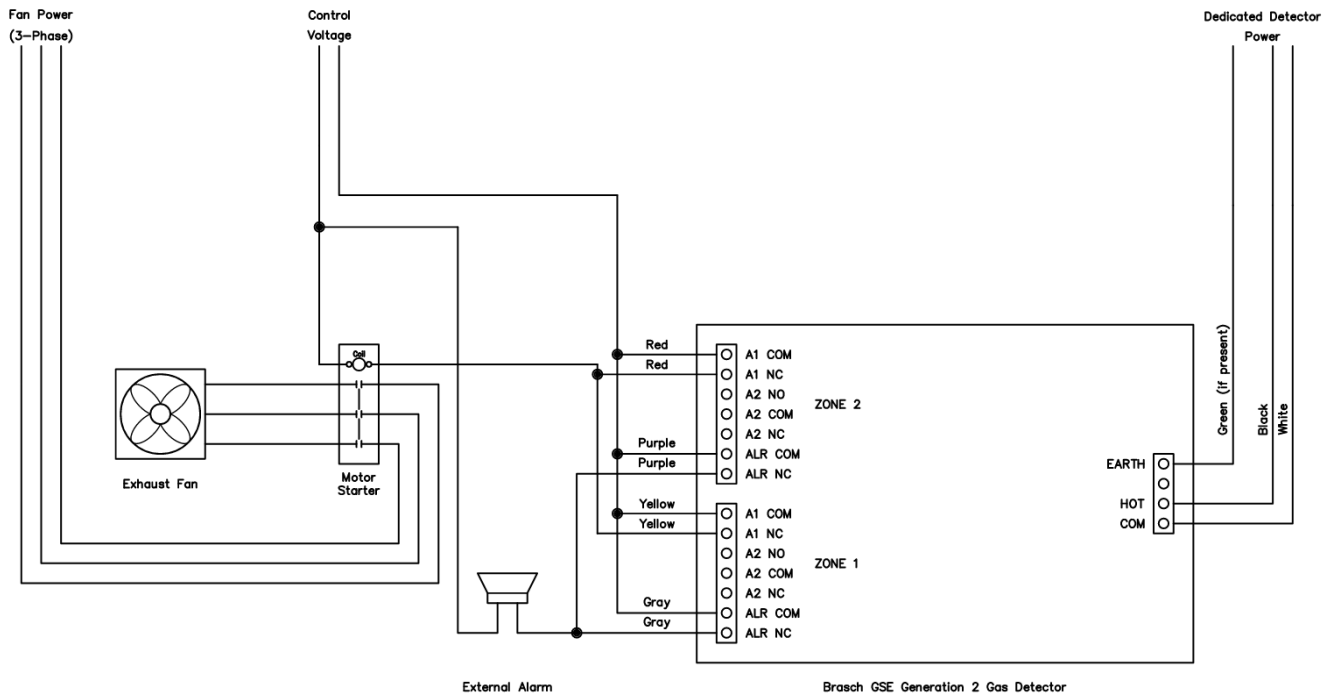 Fan Power
(3-Phase)
Control
Voltage
Dedicated Detector
Power
Green (if present)
Black
White
Coil
Exhaust Fan
Motor
Starter
Red
Red
Purple
Purple
Yellow
Yellow
Gray
Gray
A1 COM
A1 NC
A2 NO
A2 COM
A2 NC
ALR COM
ALR NC
ZONE 2
A1 COM
A1 NC
A2 NO
A2 COM
A2 NC
ALR COM
ALR NC
ZONE 1
EARTH
HOT
COM
External Alarm
Brasch GSE Generation 2 Gas Detector